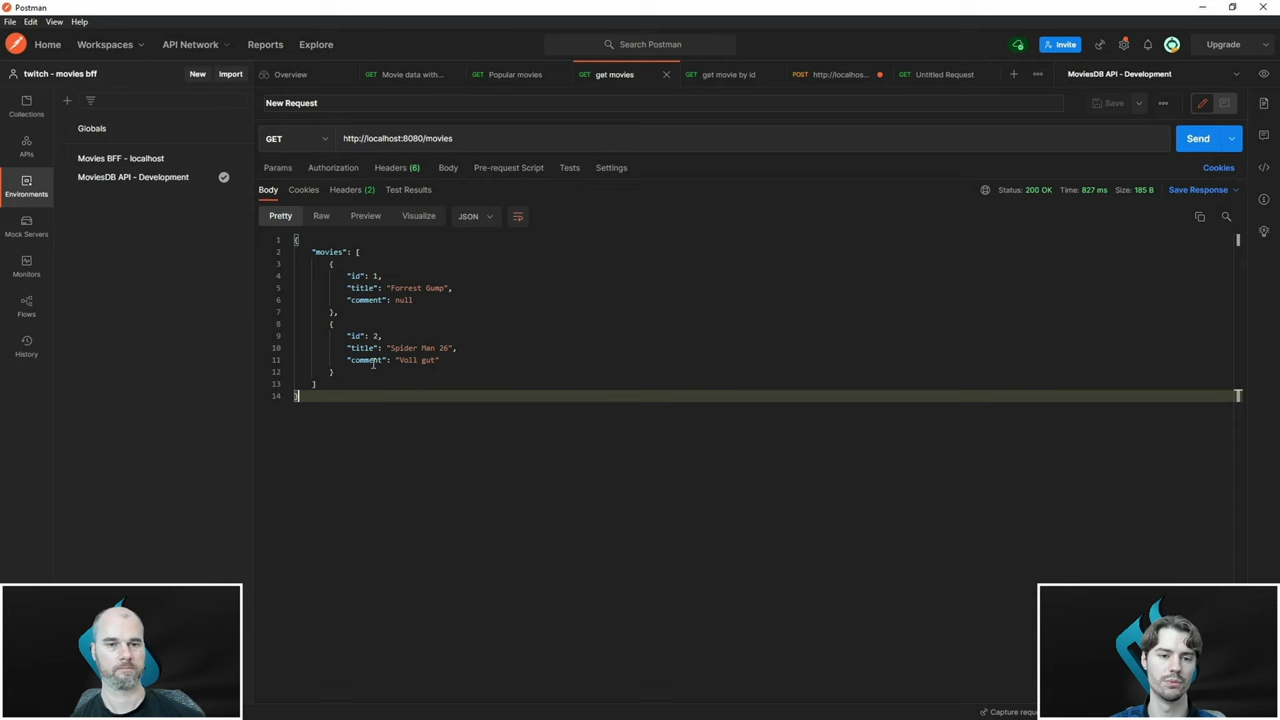 Postman
File Edit View Help
Home Workspaces API Network Reports Explore Search Postman Invite Upgrade
twitch - movies bff New Import Overview GET Movie data with... GET Popular movies GET get movies GET get movie by id POST http://localhos... GET Untitled Request MoviesDB API - Development
Collections
APIs
Environments
Mock Servers
Monitors
Flows
History
Globals
Movies BFF - localhost
MoviesDB API - Development
New Request Save
GET http://localhost:8080/movies Send
Params Authorization Headers (6) Body Pre-request Script Tests Settings Cookies
Body Cookies Headers (2) Test Results Status: 200 OK Time: 827 ms Size: 185 B Save Response
Pretty Raw Preview Visualize JSON
1 {
2 "movies": [
3 {
4 "id": 1,
5 "title": "Forrest Gump",
6 "comment": null
7 },
8 {
9 "id": 2,
10 "title": "Spider Man 26",
11 "comment": "Voll gut"
12 }
13 ]
14 }
Capture reque